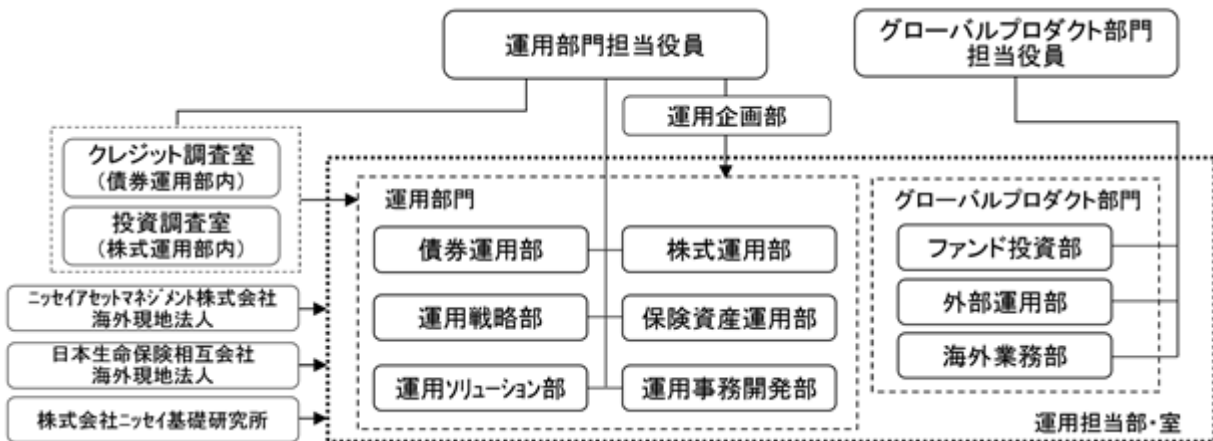 運用部門担当役員
グローバルプロダクト部門
担当役員
運用企画部
クレジット調査室
(債券運用部内)
投資調査室
(株式運用部内)
運用部門
債券運用部
株式運用部
運用戦略部
保険資産運用部
運用ソリューション部
運用事務開発部
グローバルプロダクト部門
ファンド投資部
外部運用部
海外業務部
ニッセイアセットマネジメント株式会社
海外現地法人
日本生命保険相互会社
海外現地法人
株式会社ニッセイ基礎研究所
運用担当部・室